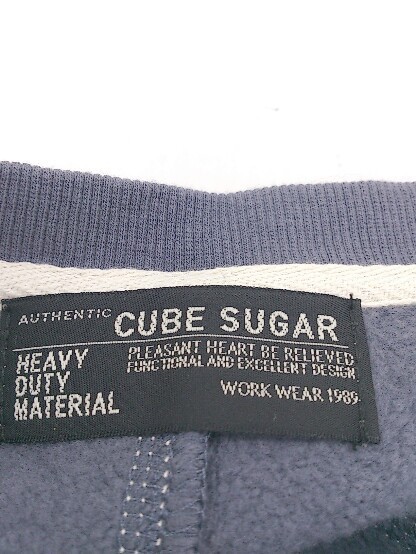 AUTHENTIC CUBE SUGAR
HEAVY
DUTY
MATERIAL
PLEASANT HEART BE RELIEVED
FUNCTIONAL AND EXCELLENT DESIGN
WORK WEAR 1989